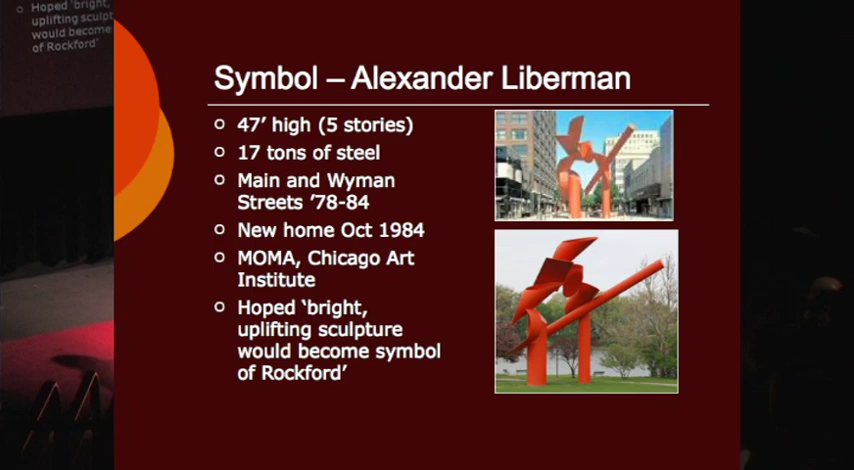 Hoped 'bright,
uplifting sculpt
would become
of Rockford'
Symbol – Alexander Liberman
47’ high (5 stories)
17 tons of steel
Main and Wyman
Streets ’78-84
New home Oct 1984
MOMA, Chicago Art
Institute
Hoped ‘bright,
uplifting sculpture
would become symbol
of Rockford’